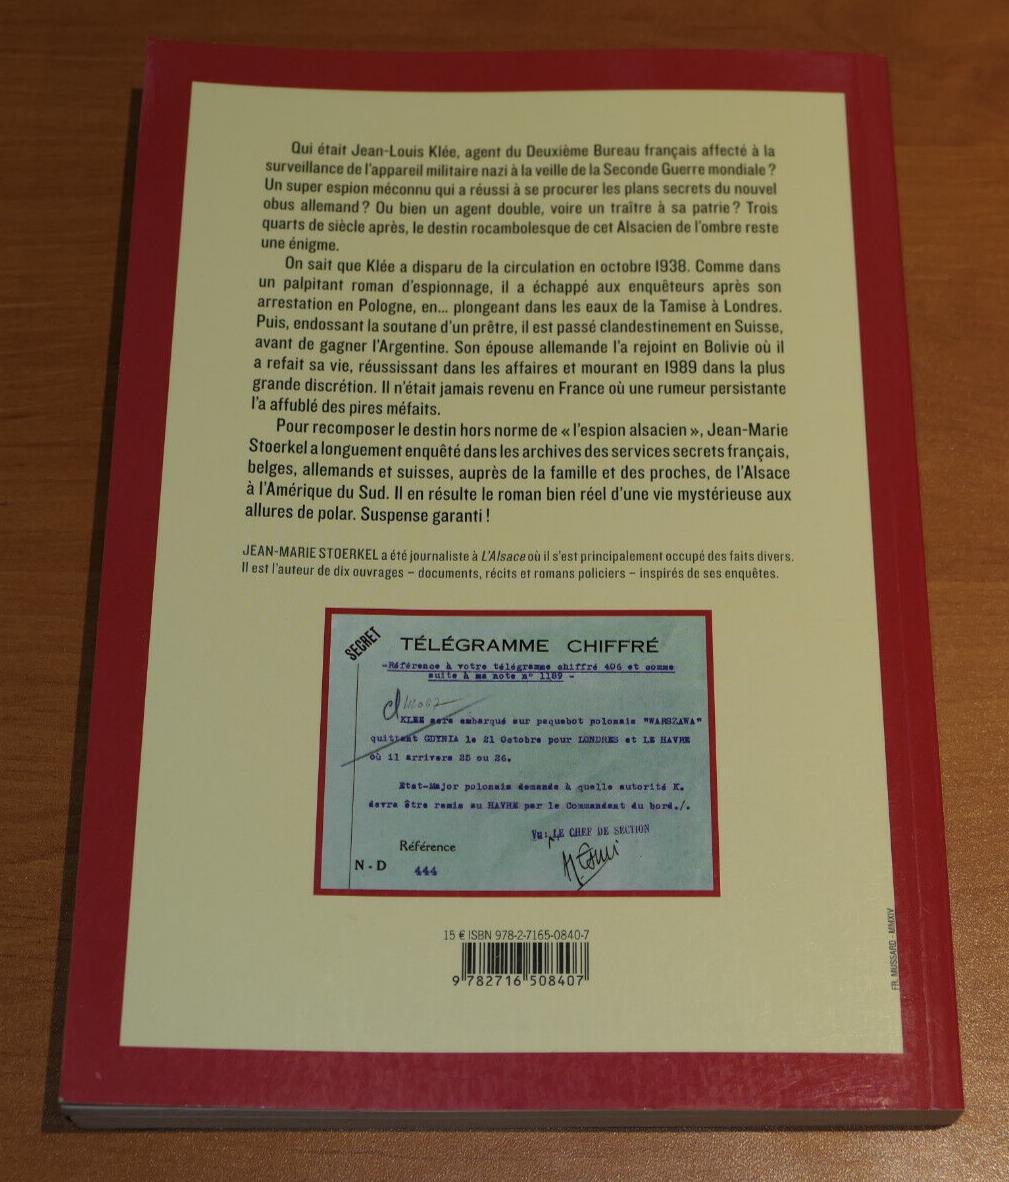 Qui était Jean-Louis Klée, agent du Deuxième Bureau français affecté à la
surveillance de l'appareil militaire nazi à la veille de la Seconde Guerre mondiale ?
Un super espion méconnu qui a réussi à se procurer les plans secrets du nouvel
obus allemand ? Ou bien un agent double, voire un traître à sa patrie ? Trois
quarts de siècle après, le destin rocambolesque de cet Alsacien de l'ombre reste
une énigme.
On sait que Klée a disparu de la circulation en octobre 1938. Comme dans
un palpitant roman d'espionnage, il a échappé aux enquêteurs après son
arrestation en Pologne, en... plongeant dans les eaux de la Tamise à Londres.
Puis, endossant la soutane d'un prêtre, il est passé clandestinement en Suisse,
avant de gagner l'Argentine. Son épouse allemande l'a rejoint en Bolivie où il
a refait sa vie, réussissant dans les affaires et mourant en 1989 dans la plus
grande discrétion. Il n'était jamais revenu en France où une rumeur persistante
l'a affublé des pires méfaits.
Pour recomposer le destin hors norme de « l'espion alsacien », Jean-Marie
Stoerkel a longuement enquêté dans les archives des services secrets français,
belges, allemands et suisses, auprès de la famille et des proches, de l'Alsace
à l'Amérique du Sud. Il en résulte le roman bien réel d'une vie mystérieuse aux
allures de polar. Suspense garanti !
JEAN-MARIE STOERKEL a été journaliste à L'Alsace où il s'est principalement occupé des faits divers.
Il est l'auteur de dix ouvrages – documents, récits et romans policiers – inspirés de ses enquêtes.
SECRET
TÉLÉGRAMME CHIFFRÉ
-Référence à votre télégramme chiffré 406 et comme
suite à ma note n° 1189 -
KLEE sera embarqué sur paquebot polonais "WARSZAWA"
quittant GDYNIA le 21 Octobre pour LONDRES et LE HAVRE
où il arrivera 25 ou 26.
Etat-Major polonais demande à quelle autorité K.
devra être remis au HAVRE par le Commandant du bord./.
Vu: LE CHEF DE SECTION
Référence
N - D
444
15 € ISBN 978-2-7165-0840-7
9 782716 508407
FR. MUSSARD - MMXIV